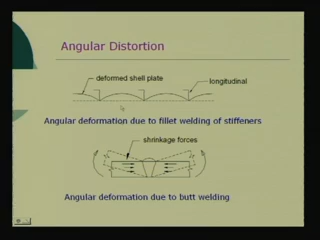 Angular Distortion
deformed shell plate
longitudinal
Angular deformation due to fillet welding of stiffeners
shrinkage forces
Angular deformation due to butt welding